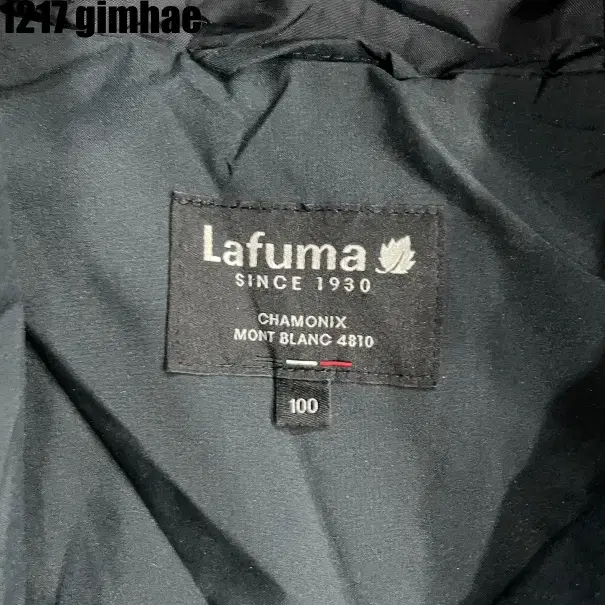 1217 gimhae
Lafuma
SINCE 1930
CHAMONIX
MONT BLANC 4810
100